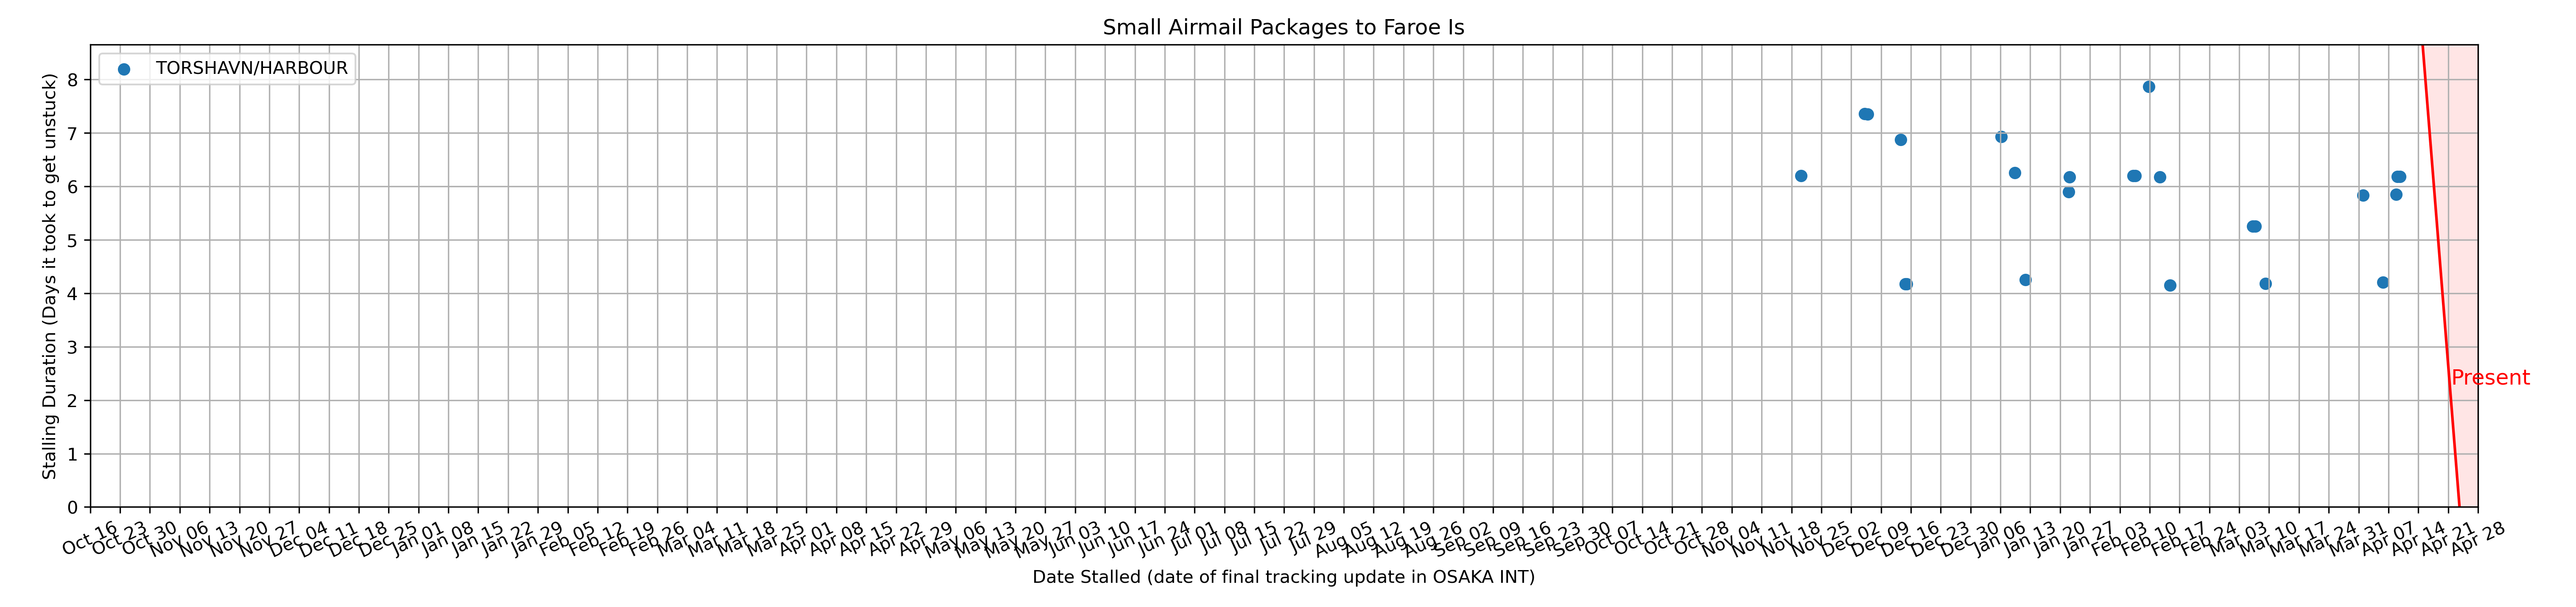 Small Airmail Packages to Faroe Is
TORSHAVN/HARBOUR
Stalling Duration (Days it took to get unstuck)
8
7
6
5
4
3
2
1
0
Present
Oct 16
Oct 23
Oct 30
Nov 06
Nov 13
Nov 20
Nov 27
Dec 04
Dec 11
Dec 18
Dec 25
Jan 01
Jan 08
Jan 15
Jan 22
Jan 29
Feb 05
Feb 12
Feb 19
Feb 26
Mar 04
Mar 11
Mar 18
Mar 25
Apr 01
Apr 08
Apr 15
Apr 22
Apr 29
May 06
May 13
May 20
May 27
Jun 03
Jun 10
Jun 17
Jun 24
Jul 01
Jul 08
Jul 15
Jul 22
Jul 29
Aug 05
Aug 12
Aug 19
Aug 26
Sep 02
Sep 09
Sep 16
Sep 23
Sep 30
Oct 07
Oct 14
Oct 21
Oct 28
Nov 04
Nov 11
Nov 18
Nov 25
Dec 02
Dec 09
Dec 16
Dec 23
Dec 30
Jan 06
Jan 13
Jan 20
Jan 27
Feb 03
Feb 10
Feb 17
Feb 24
Mar 03
Mar 10
Mar 17
Mar 24
Mar 31
Apr 07
Apr 14
Apr 21
Apr 28
Date Stalled (date of final tracking update in OSAKA INT)